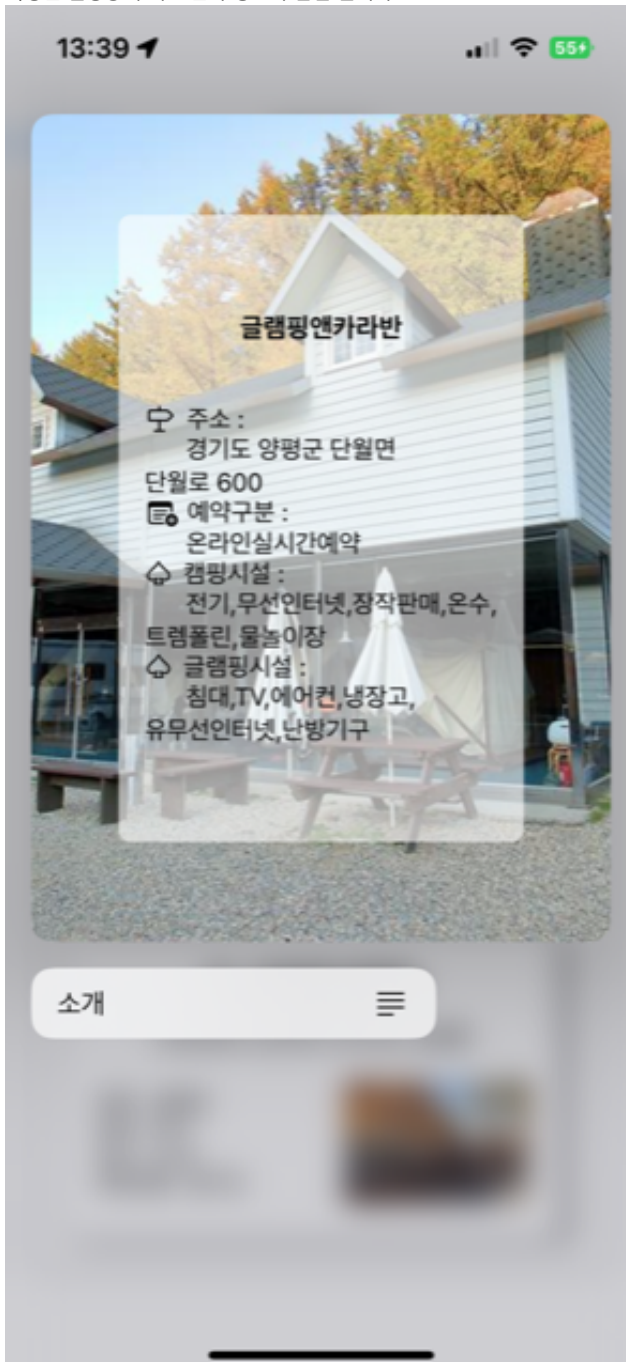 13:39
55
글램핑앤카라반
주소 :
경기도 양평군 단월면
단월로 600
예약구분 :
온라인실시간예약
캠핑시설 :
전기,무선인터넷,장작판매,온수,
트렘폴린,물놀이장
글램핑시설 :
침대,TV,에어컨,냉장고,
유무선인터넷,난방기구
소개